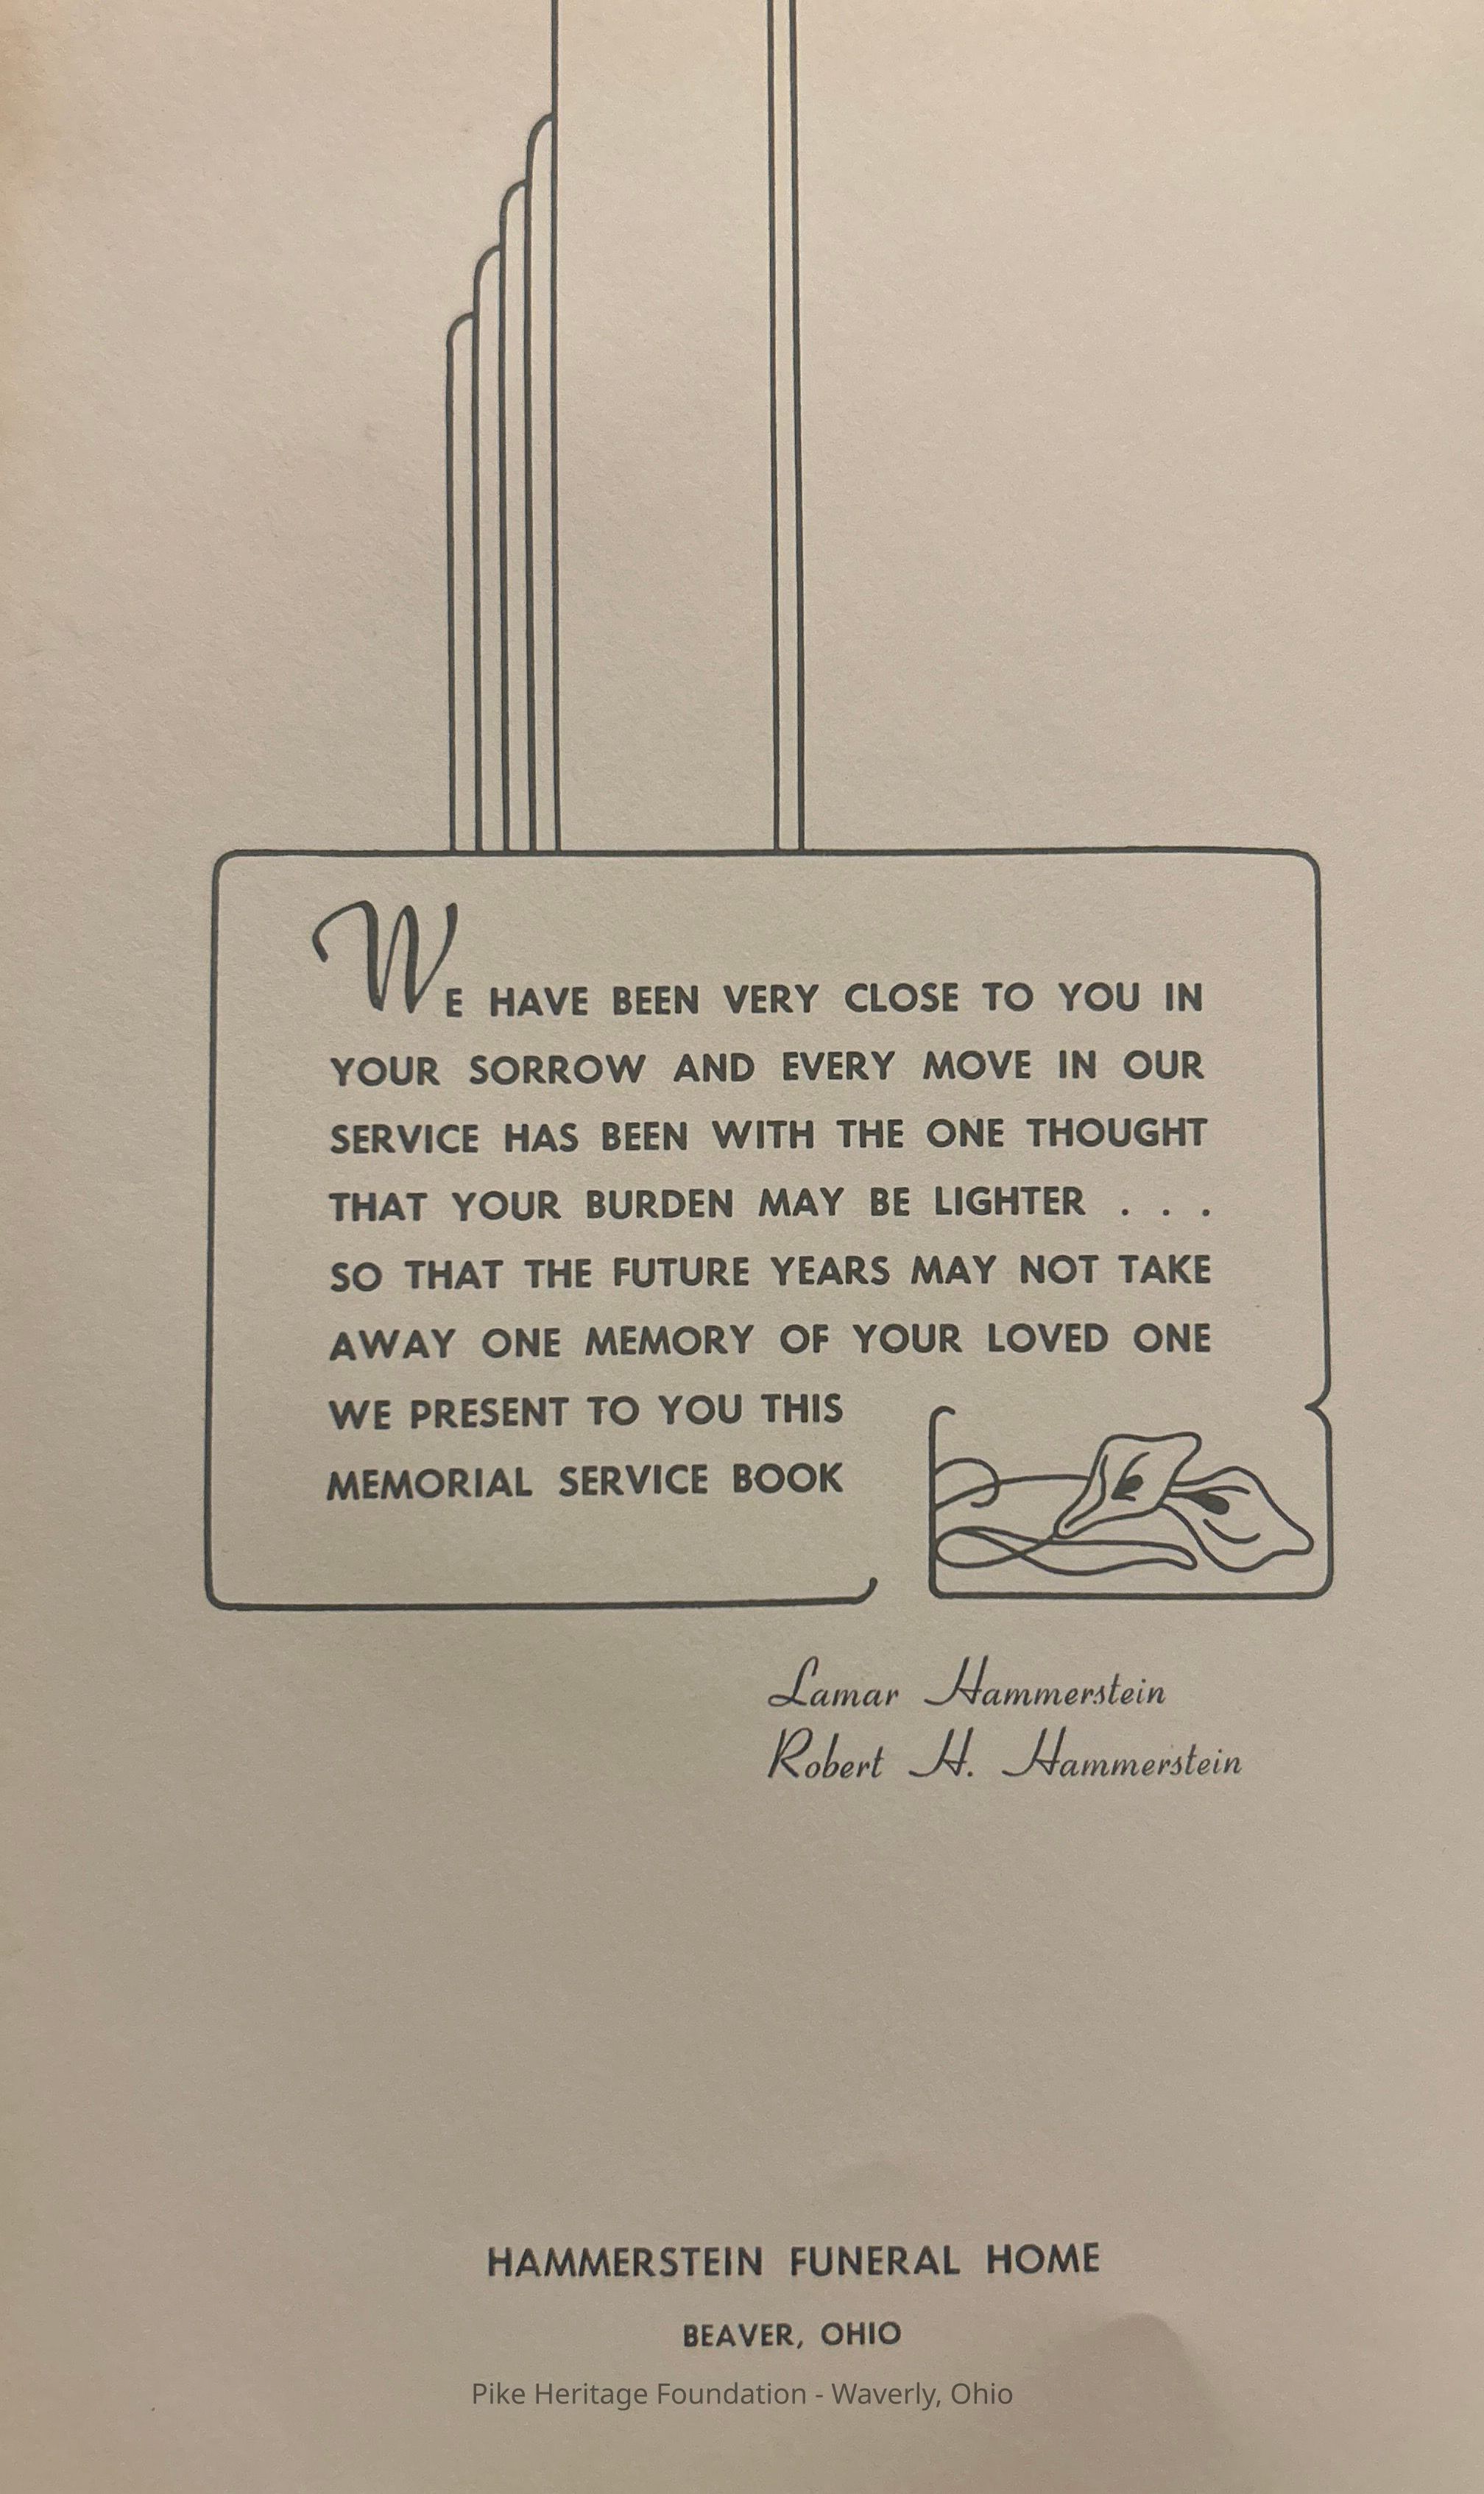 WE HAVE BEEN VERY CLOSE TO YOU IN
YOUR SORROW AND EVERY MOVE IN OUR
SERVICE HAS BEEN WITH THE ONE THOUGHT
THAT YOUR BURDEN MAY BE LIGHTER . . .
SO THAT THE FUTURE YEARS MAY NOT TAKE
AWAY ONE MEMORY OF YOUR LOVED ONE
WE PRESENT TO YOU THIS
MEMORIAL SERVICE BOOK
Lamar Hammerstein
Robert H. Hammerstein
HAMMERSTEIN FUNERAL HOME
BEAVER, OHIO
Pike Heritage Foundation - Waverly, Ohio